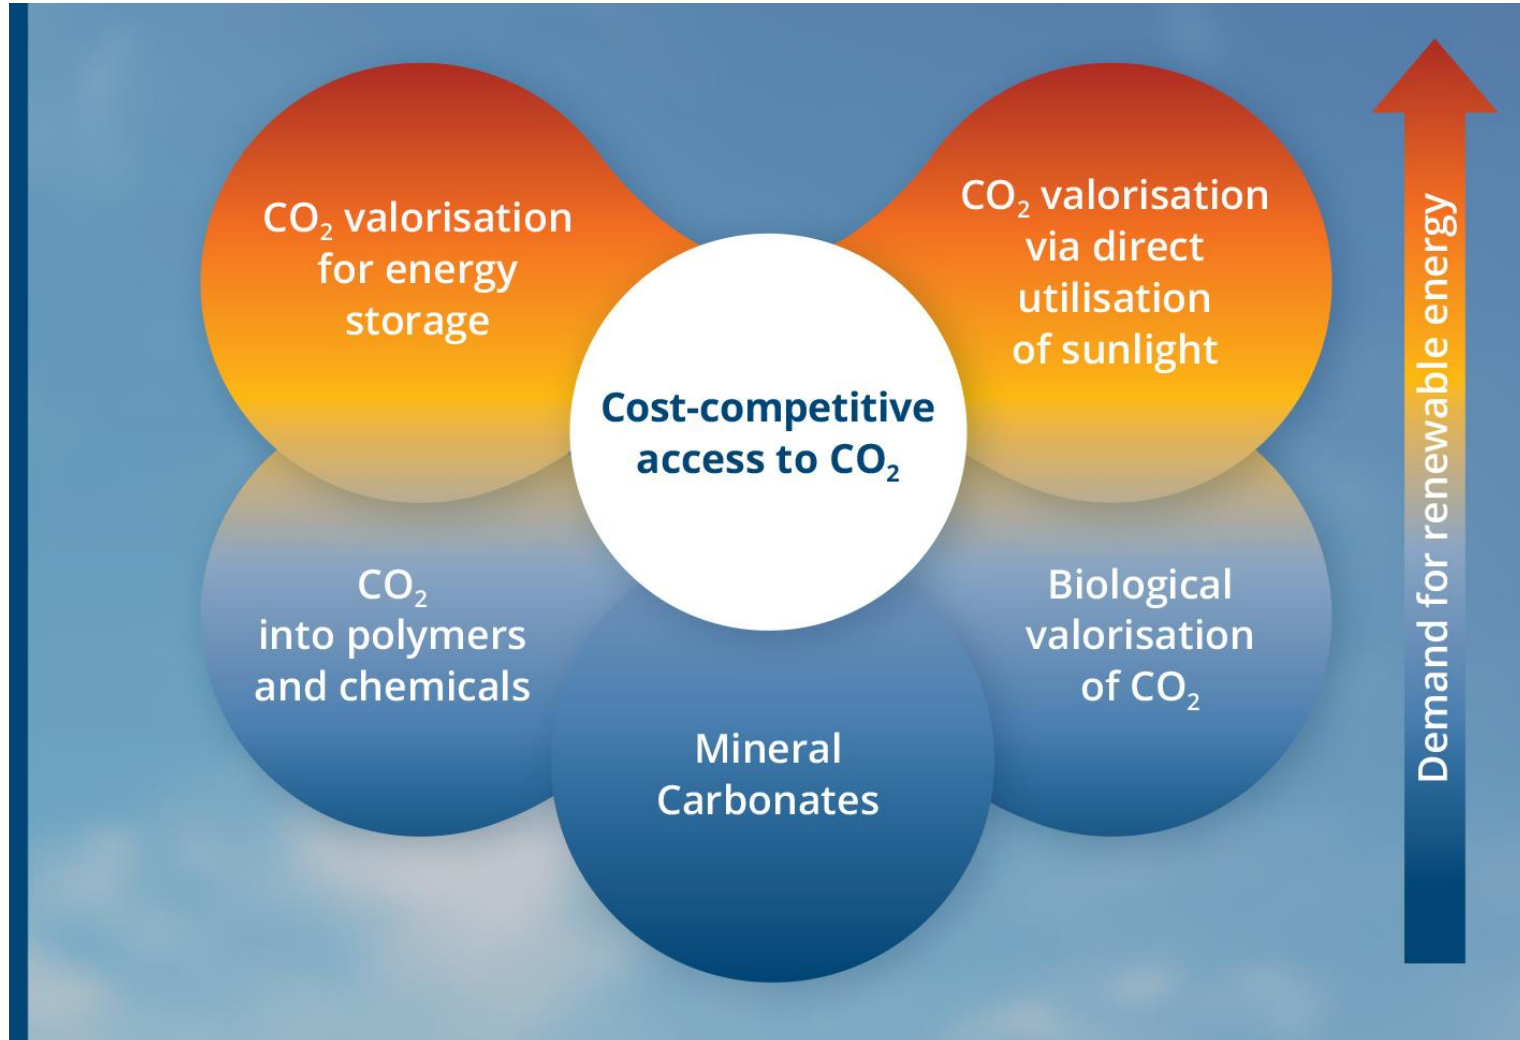 CO₂ valorisation
for energy
storage
CO₂ valorisation
via direct
utilisation
of sunlight
Cost-competitive
access to CO₂
CO₂
into polymers
and chemicals
Biological
valorisation
of CO₂
Mineral
Carbonates
Demand for renewable energy